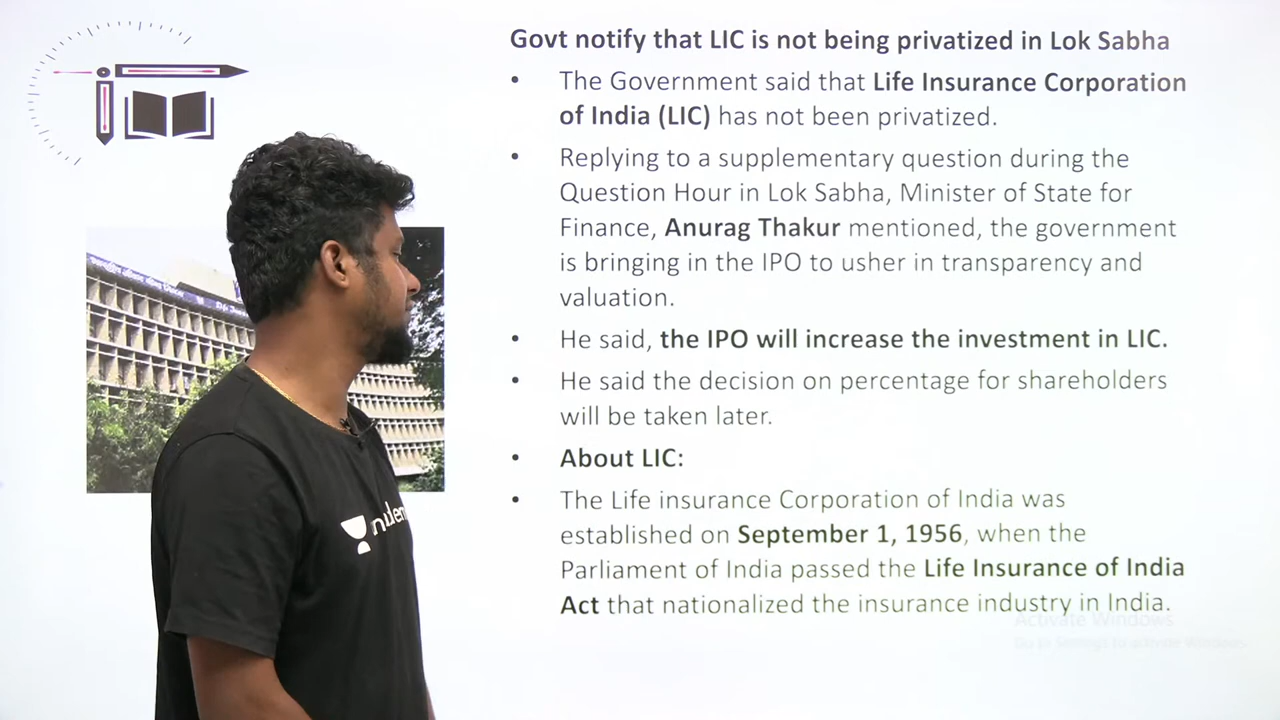 Govt notify that LIC is not being privatized in Lok Sabha
• The Government said that Life Insurance Corporation
of India (LIC) has not been privatized.
• Replying to a supplementary question during the
Question Hour in Lok Sabha, Minister of State for
Finance, Anurag Thakur mentioned, the government
is bringing in the IPO to usher in transparency and
valuation.
• He said, the IPO will increase the investment in LIC.
• He said the decision on percentage for shareholders
will be taken later.
• About LIC:
• The Life insurance Corporation of India was
established on September 1, 1956, when the
Parliament of India passed the Life Insurance of India
Act that nationalized the insurance industry in India.
Activate Windows
Go to Settings to activate Windows.